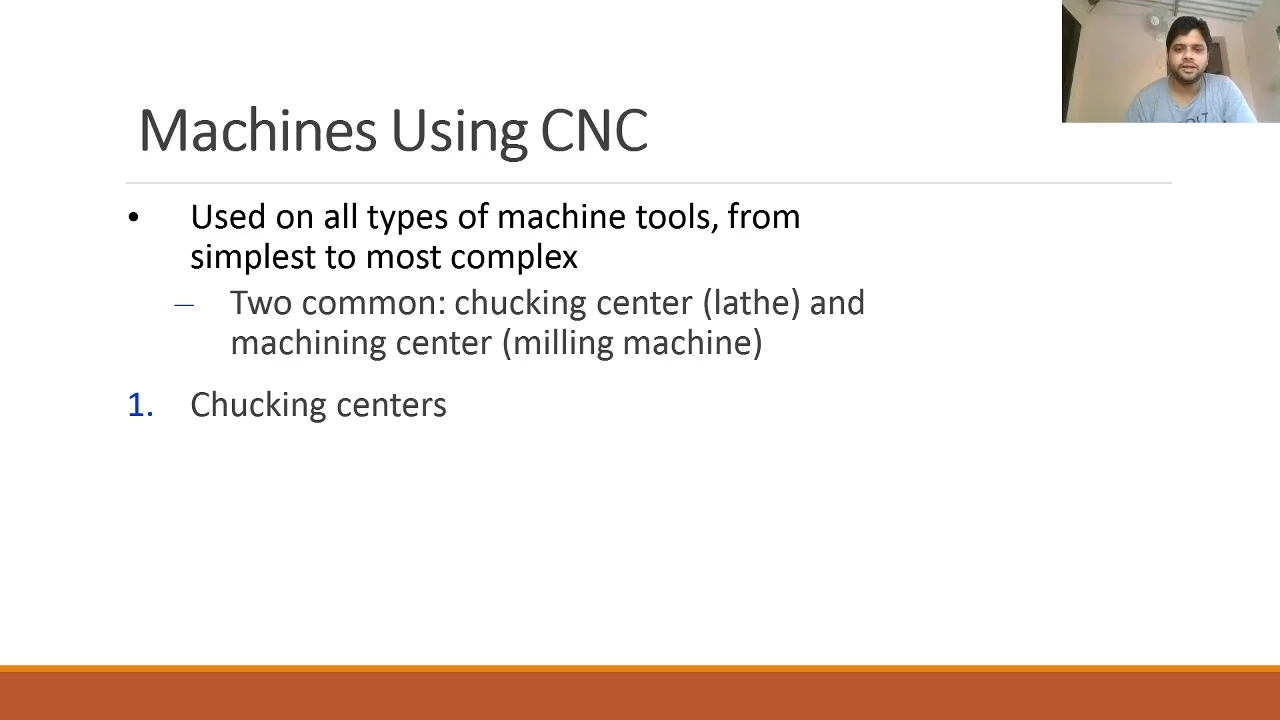 Machines Using CNC
• Used on all types of machine tools, from
simplest to most complex
– Two common: chucking center (lathe) and
machining center (milling machine)
1. Chucking centers